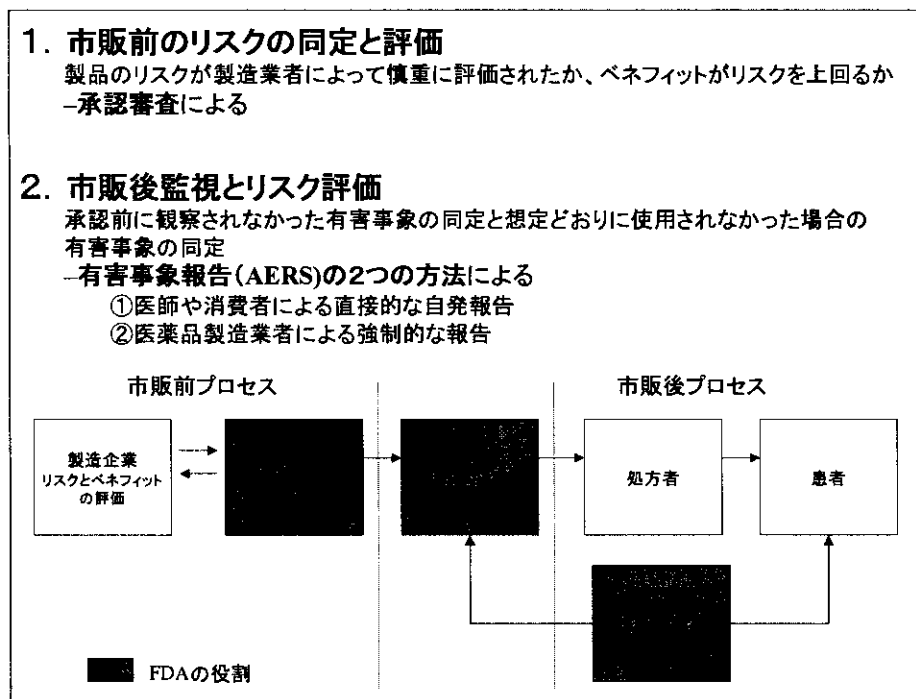 1. 市販前のリスクの同定と評価
製品のリスクが製造業者によって慎重に評価されたか、ベネフィットがリスクを上回るか
–承認審査による
2. 市販後監視とリスク評価
承認前に観察されなかった有害事象の同定と想定どおりに使用されなかった場合の
有害事象の同定
–有害事象報告(AERS)の2つの方法による
①医師や消費者による直接的な自発報告
②医薬品製造業者による強制的な報告
市販前プロセス
市販後プロセス
製造企業
リスクとベネフィット
の評価
処方者
患者
FDAの役割